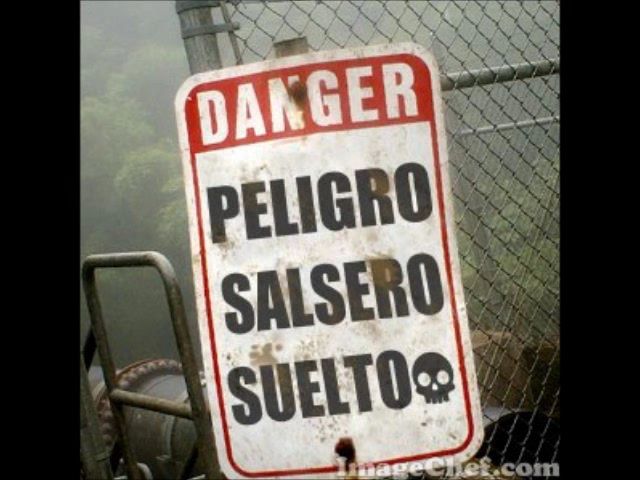 DANGER
PELIGRO
SALSERO
SUELTO
ImageChef.com